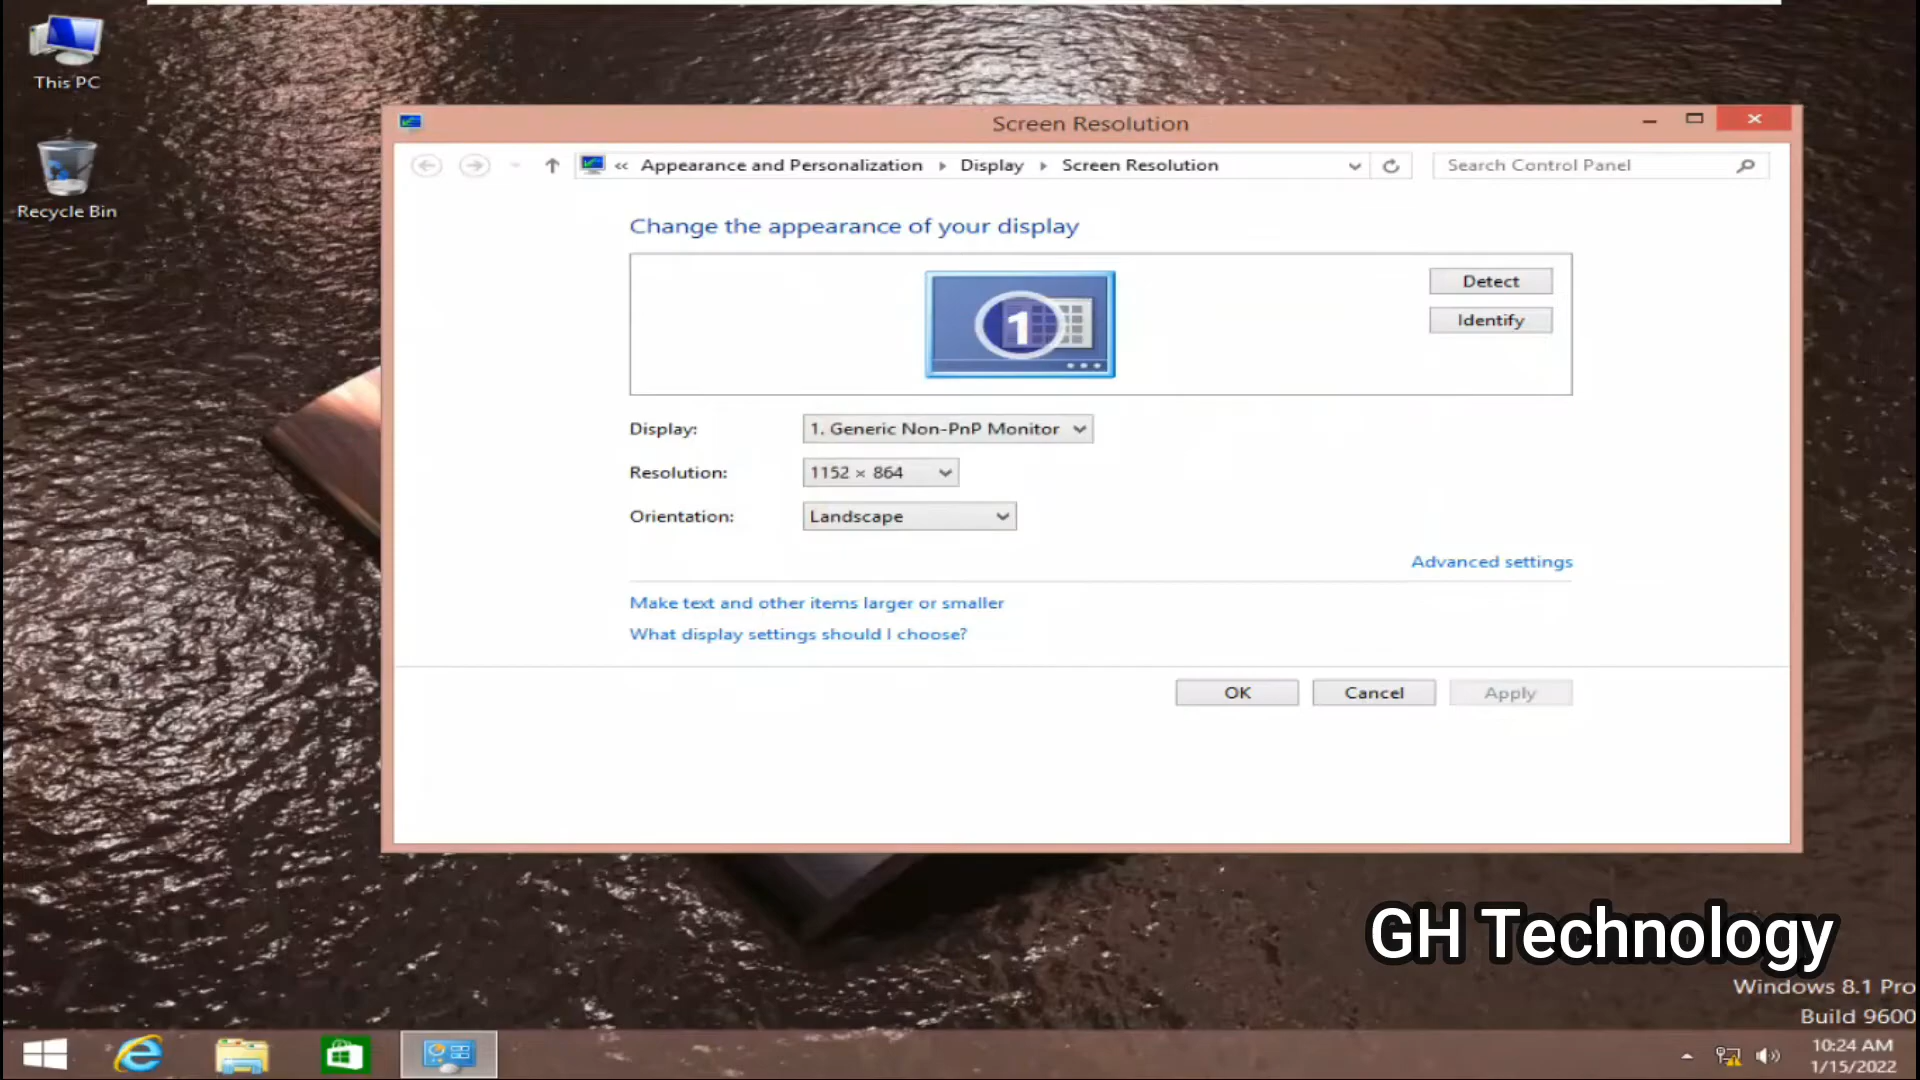 This PC
Recycle Bin
Screen Resolution
« Appearance and Personalization Display Screen Resolution
Search Control Panel
Change the appearance of your display
1
Detect
Identify
Display: 1. Generic Non-PnP Monitor
Resolution: 1152 × 864
Orientation: Landscape
Advanced settings
Make text and other items larger or smaller
What display settings should I choose?
OK Cancel Apply
GH Technology
Windows 8.1 Pro
Build 9600
10:24 AM
1/15/2022